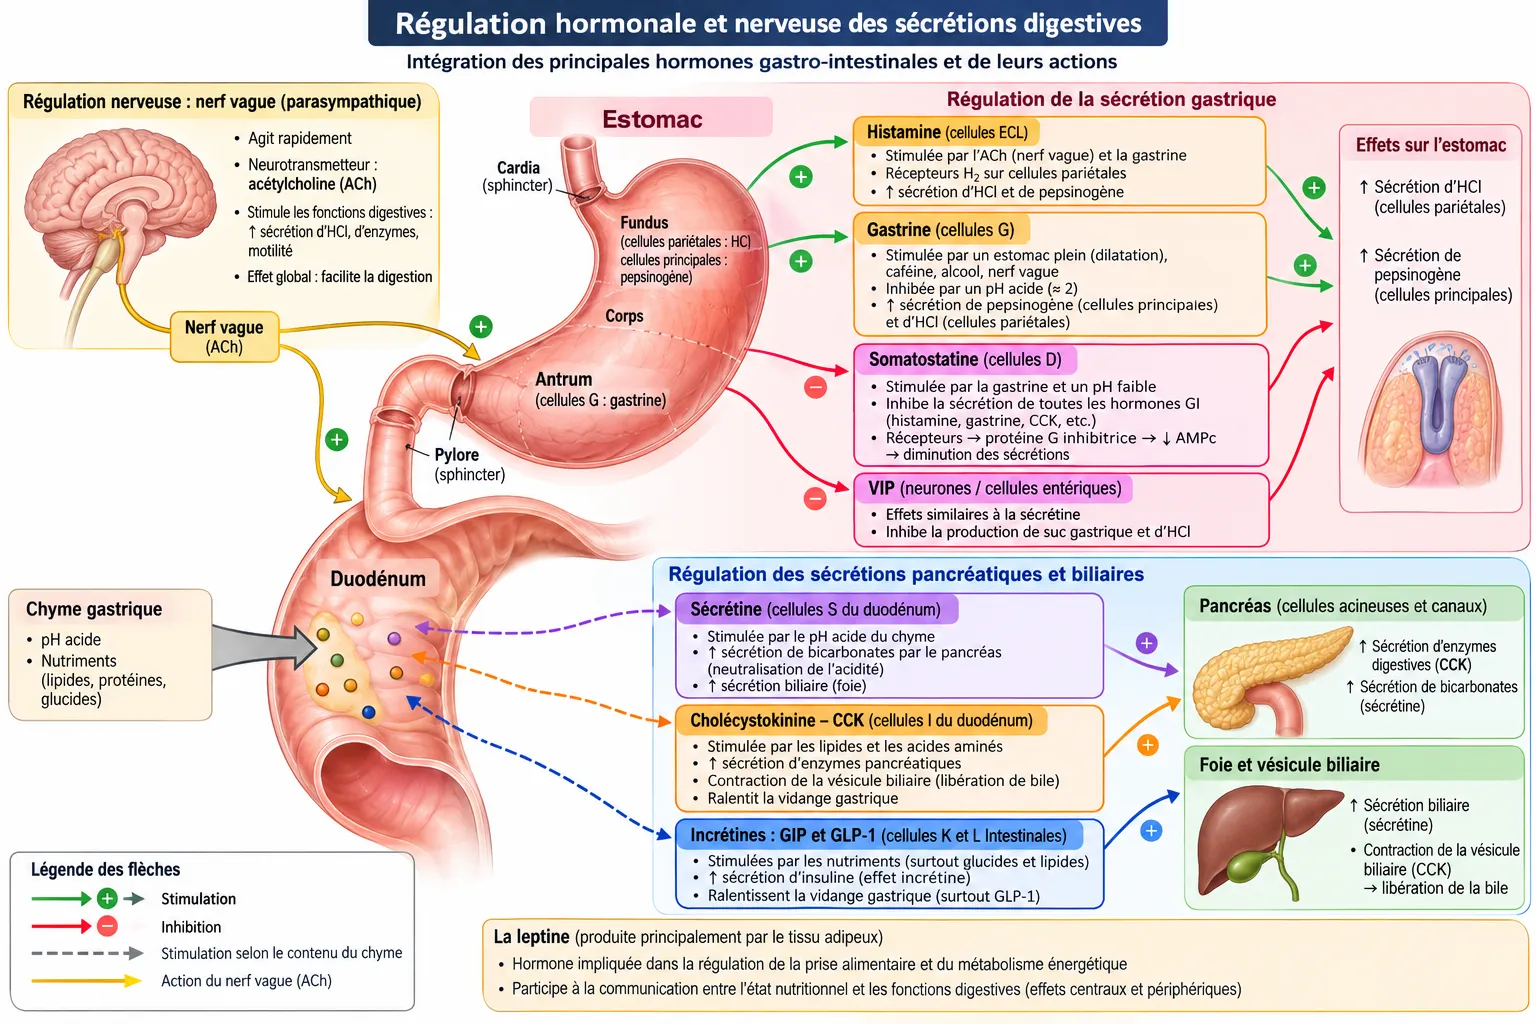 Régulation hormonale et nerveuse des sécrétions digestives
Intégration des principales hormones gastro-intestinales et de leurs actions
Régulation nerveuse : nerf vague (parasympathique)
• Agit rapidement
• Neurotransmetteur :
acétylcholine (ACh)
• Stimule les fonctions digestives :
↑ sécrétion d'HCl, d'enzymes,
motilité
• Effet global : facilite la digestion
Nerf vague
(ACh)
Estomac
Cardia
(sphincter)
Fundus
(cellules pariétales : HC)
cellules principales :
pepsinogène)
Corps
Antrum
(cellules G : gastrine)
Pylore
(sphincter)
Régulation de la sécrétion gastrique
Histamine (cellules ECL)
• Stimulée par l'ACh (nerf vague) et la gastrine
• Récepteurs H₂ sur cellules pariétales
• ↑ sécrétion d'HCl et de pepsinogène
Gastrine (cellules G)
• Stimulée par un estomac plein (dilatation),
caféine, alcool, nerf vague
• Inhibée par un pH acide (≈ 2)
• ↑ sécrétion de pepsinogène (cellules principales)
et d'HCl (cellules pariétales)
Somatostatine (cellules D)
• Stimulée par la gastrine et un pH faible
• Inhibe la sécrétion de toutes les hormones GI
(histamine, gastrine, CCK, etc.)
• Récepteurs → protéine G inhibitrice → ↓ AMPc
→ diminution des sécrétions
VIP (neurones / cellules entériques)
• Effets similaires à la sécrétine
• Inhibe la production de suc gastrique et d'HCl
Effets sur l'estomac
↑ Sécrétion d'HCl
(cellules pariétales)
↑ Sécrétion de
pepsinogène
(cellules principales)
Chyme gastrique
• pH acide
• Nutriments
(lipides, protéines,
glucides)
Duodénum
Régulation des sécrétions pancréatiques et biliaires
Sécrétine (cellules S du duodénum)
• Stimulée par le pH acide du chyme
• ↑ sécrétion de bicarbonates par le pancréas
(neutralisation de l'acidité)
• ↑ sécrétion biliaire (foie)
Cholécystokinine – CCK (cellules I du duodénum)
• Stimulée par les lipides et les acides aminés
• ↑ sécrétion d'enzymes pancréatiques
• Contraction de la vésicule biliaire (libération de bile)
• Ralentit la vidange gastrique
Incrétines : GIP et GLP-1 (cellules K et L Intestinales)
• Stimulées par les nutriments (surtout glucides et lipides)
• ↑ sécrétion d'insuline (effet incrétine)
• Ralentissent la vidange gastrique (surtout GLP-1)
Pancréas (cellules acineuses et canaux)
↑ Sécrétion d'enzymes
digestives (CCK)
↑ Sécrétion de bicarbonates
(sécrétine)
Foie et vésicule biliaire
↑ Sécrétion biliaire
(sécrétine)
• Contraction de la vésicule
biliaire (CCK)
→ libération de la bile
Légende des flèches
Stimulation
Inhibition
Stimulation selon le contenu du chyme
Action du nerf vague (ACh)
La leptine (produite principalement par le tissu adipeux)
• Hormone impliquée dans la régulation de la prise alimentaire et du métabolisme énergétique
• Participe à la communication entre l'état nutritionnel et les fonctions digestives (effets centraux et périphériques)